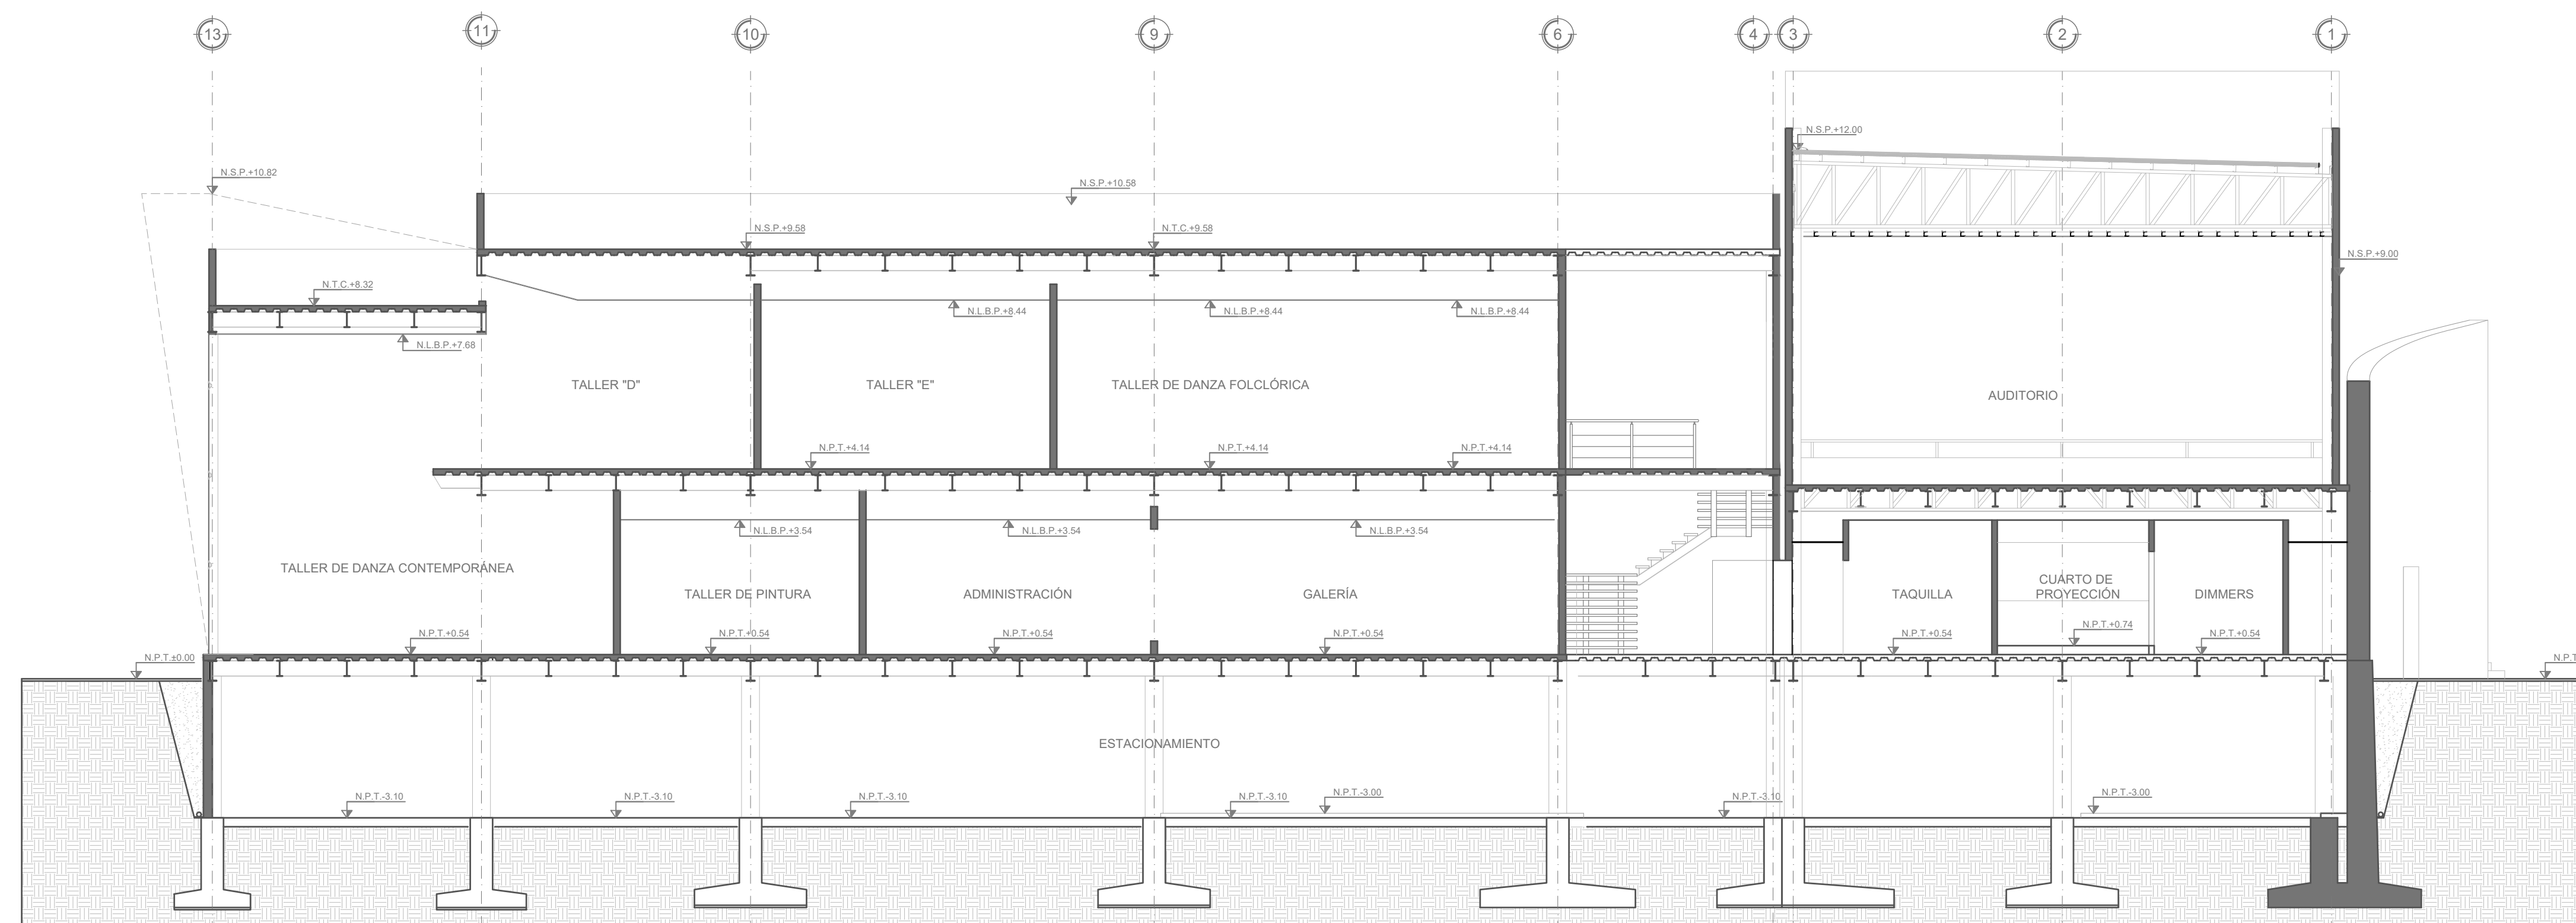 13
11
10
9
6
4
3
2
1
N.S.P.+12.00
N.S.P.+10.82
N.S.P.+10.58
N.S.P.+9.58
N.T.C.+9.58
N.S.P.+9.00
N.T.C.+8.32
N.L.B.P.+8.44
N.L.B.P.+8.44
N.L.B.P.+8.44
N.L.B.P.+7.68
TALLER "D"
TALLER "E"
TALLER DE DANZA FOLCLÓRICA
AUDITORIO
N.P.T.+4.14
N.P.T.+4.14
N.P.T.+4.14
N.L.B.P.+3.54
N.L.B.P.+3.54
N.L.B.P.+3.54
TALLER DE DANZA CONTEMPORÁNEA
TALLER DE PINTURA
ADMINISTRACIÓN
GALERÍA
TAQUILLA
CUARTO DE
PROYECCIÓN
DIMMERS
N.P.T.+0.54
N.P.T.+0.54
N.P.T.+0.54
N.P.T.+0.54
N.P.T.+0.54
N.P.T.+0.74
N.P.T.+0.54
N.P.T.±0.00
N.P.T
ESTACIONAMIENTO
N.P.T.-3.10
N.P.T.-3.10
N.P.T.-3.10
N.P.T.-3.10
N.P.T.-3.00
N.P.T.-3.10
N.P.T.-3.00